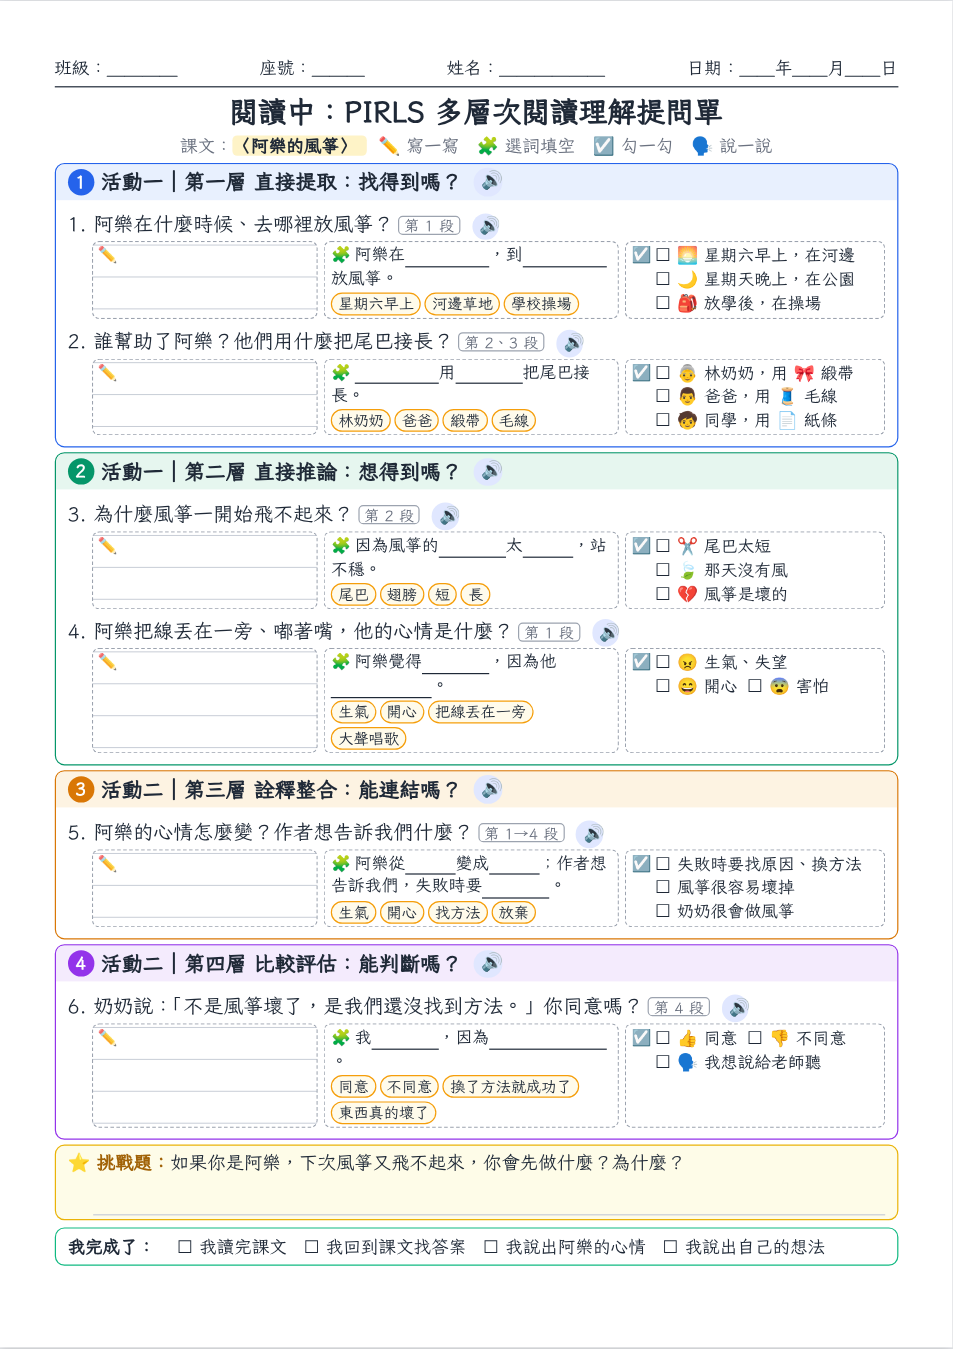 班級：________ 座號：______ 姓名：____________ 日期：____年____月____日
閱讀中：PIRLS 多層次閱讀理解提問單
課文：〈阿樂的風箏〉 ✏️ 寫一寫 🧩 選詞填空 ☑️ 勾一勾 🗣️ 說一說
1 活動一｜第一層 直接提取：找得到嗎？ 🔊
1. 阿樂在什麼時候、去哪裡放風箏？ 第 1 段 🔊
✏️
🧩 阿樂在__________，到__________
放風箏。
星期六早上 河邊草地 學校操場
☑️ ☐ 🌅 星期六早上，在河邊
☐ 🌙 星期天晚上，在公園
☐ 🎒 放學後，在操場
2. 誰幫助了阿樂？他們用什麼把尾巴接長？ 第 2、3 段 🔊
✏️
🧩 __________用________把尾巴接
長。
林奶奶 爸爸 緞帶 毛線
☑️ ☐ 👵 林奶奶，用 🎀 緞帶
☐ 👨 爸爸，用 🧵 毛線
☐ 🧒 同學，用 📄 紙條
2 活動一｜第二層 直接推論：想得到嗎？ 🔊
3. 為什麼風箏一開始飛不起來？ 第 2 段 🔊
✏️
🧩 因為風箏的________太______，站
不穩。
尾巴 翅膀 短 長
☑️ ☐ ✂️ 尾巴太短
☐ 🍃 那天沒有風
☐ 💔 風箏是壞的
4. 阿樂把線丟在一旁、嘟著嘴，他的心情是什麼？ 第 1 段 🔊
✏️
🧩 阿樂覺得________，因為他
____________。
生氣 開心 把線丟在一旁
大聲唱歌
☑️ ☐ 😠 生氣、失望
☐ 😄 開心 ☐ 😨 害怕
3 活動二｜第三層 詮釋整合：能連結嗎？ 🔊
5. 阿樂的心情怎麼變？作者想告訴我們什麼？ 第 1→4 段 🔊
✏️
🧩 阿樂從______變成______；作者想
告訴我們，失敗時要________。
生氣 開心 找方法 放棄
☑️ ☐ 失敗時要找原因、換方法
☐ 風箏很容易壞掉
☐ 奶奶很會做風箏
4 活動二｜第四層 比較評估：能判斷嗎？ 🔊
6. 奶奶說：「不是風箏壞了，是我們還沒找到方法。」你同意嗎？ 第 4 段 🔊
✏️
🧩 我________，因為______________
。
同意 不同意 換了方法就成功了
東西真的壞了
☑️ ☐ 👍 同意 ☐ 👎 不同意
☐ 🗣️ 我想說給老師聽
⭐ 挑戰題：如果你是阿樂，下次風箏又飛不起來，你會先做什麼？為什麼？
我完成了： ☐ 我讀完課文 ☐ 我回到課文找答案 ☐ 我說出阿樂的心情 ☐ 我說出自己的想法